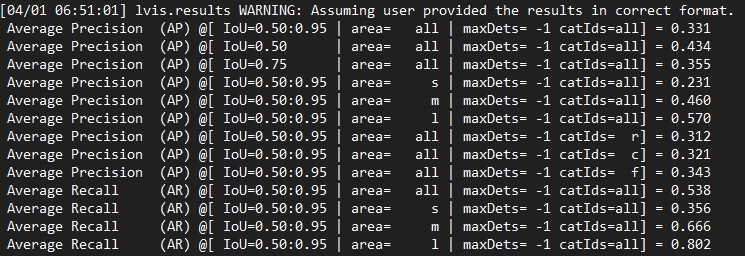 [04/01 06:51:01] lvis.results WARNING: Assuming user provided the results in correct format.
Average Precision  (AP) @[ IoU=0.50:0.95 | area=   all | maxDets= -1 catIds=all] = 0.331
Average Precision  (AP) @[ IoU=0.50      | area=   all | maxDets= -1 catIds=all] = 0.434
Average Precision  (AP) @[ IoU=0.75      | area=   all | maxDets= -1 catIds=all] = 0.355
Average Precision  (AP) @[ IoU=0.50:0.95 | area=     s | maxDets= -1 catIds=all] = 0.231
Average Precision  (AP) @[ IoU=0.50:0.95 | area=     m | maxDets= -1 catIds=all] = 0.460
Average Precision  (AP) @[ IoU=0.50:0.95 | area=     l | maxDets= -1 catIds=all] = 0.570
Average Precision  (AP) @[ IoU=0.50:0.95 | area=   all | maxDets= -1 catIds=  r] = 0.312
Average Precision  (AP) @[ IoU=0.50:0.95 | area=   all | maxDets= -1 catIds=  c] = 0.321
Average Precision  (AP) @[ IoU=0.50:0.95 | area=   all | maxDets= -1 catIds=  f] = 0.343
Average Recall     (AR) @[ IoU=0.50:0.95 | area=   all | maxDets= -1 catIds=all] = 0.538
Average Recall     (AR) @[ IoU=0.50:0.95 | area=     s | maxDets= -1 catIds=all] = 0.356
Average Recall     (AR) @[ IoU=0.50:0.95 | area=     m | maxDets= -1 catIds=all] = 0.666
Average Recall     (AR) @[ IoU=0.50:0.95 | area=     l | maxDets= -1 catIds=all] = 0.802